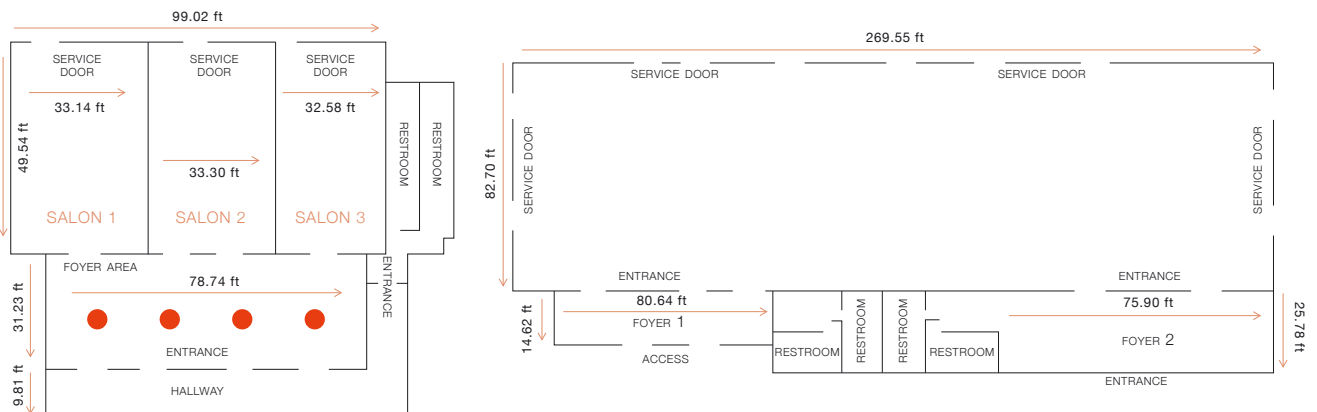 99.02 ft
SERVICE
DOOR
SERVICE
DOOR
SERVICE
DOOR
33.14 ft
32.58 ft
49.54 ft
33.30 ft
RESTROOM
RESTROOM
SALON 1
SALON 2
SALON 3
FOYER AREA
78.74 ft
ENTRANCE
31.23 ft
ENTRANCE
9.81 ft
HALLWAY
269.55 ft
SERVICE DOOR
SERVICE DOOR
82.70 ft
SERVICE DOOR
SERVICE DOOR
ENTRANCE
ENTRANCE
14.62 ft
80.64 ft
FOYER 1
ACCESS
RESTROOM
RESTROOM
RESTROOM
RESTROOM
75.90 ft
FOYER 2
25.78 ft
ENTRANCE